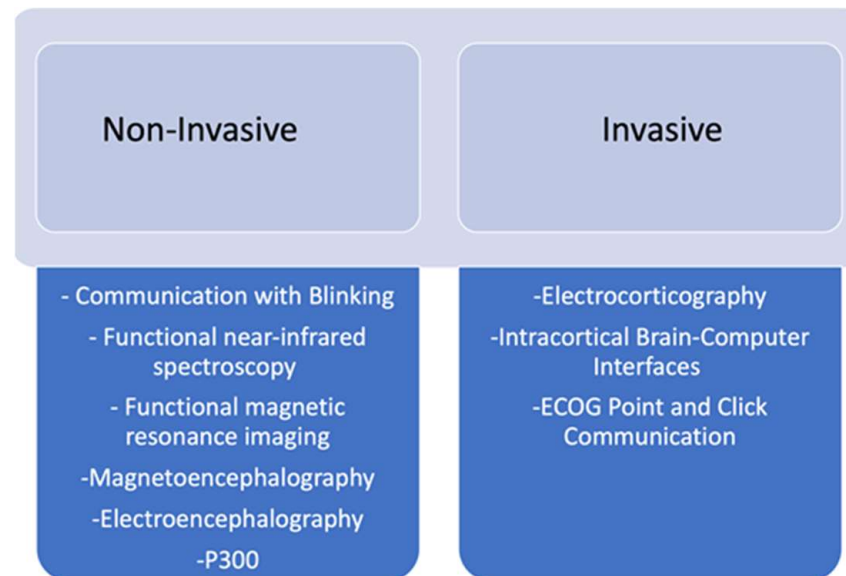 Non-Invasive
Invasive
- Communication with Blinking
- Functional near-infrared
spectroscopy
- Functional magnetic
resonance imaging
-Magnetoencephalography
-Electroencephalography
-P300
-Electrocorticography
-Intracortical Brain-Computer
Interfaces
-ECOG Point and Click
Communication